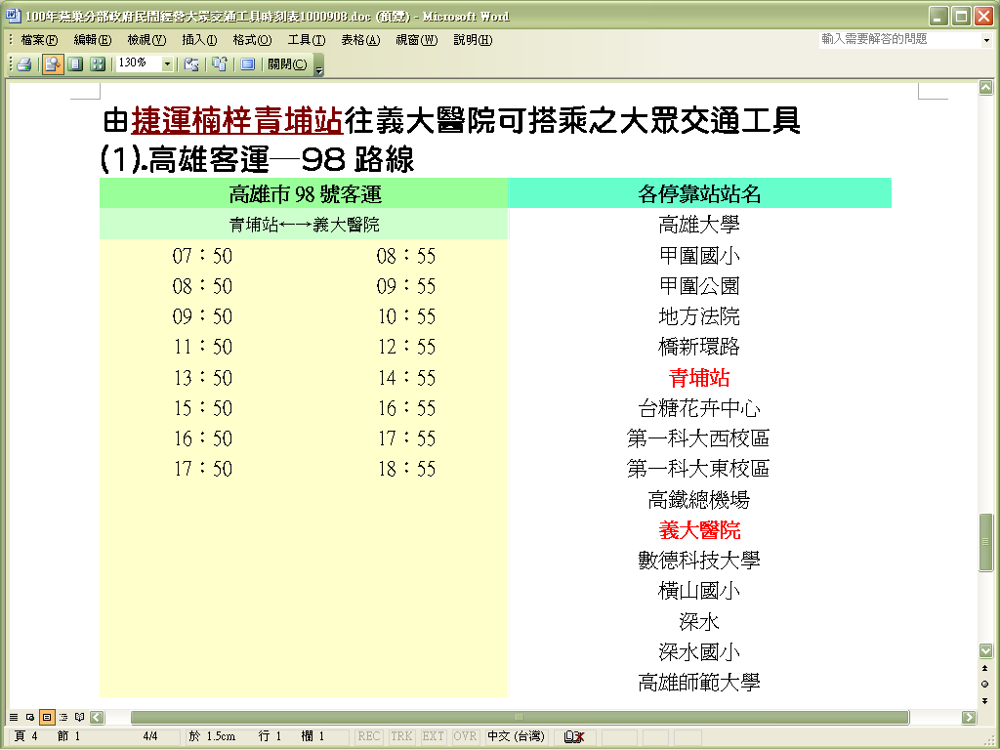 100年燕巢分部政府民間經營大眾交通工具時刻表1000908.doc (預覽) - Microsoft Word
檔案(F) 編輯(E) 檢視(V) 插入(I) 格式(O) 工具(T) 表格(A) 視窗(W) 說明(H) 輸入需要解答的問題
130% 關閉(C)
由捷運楠梓青埔站往義大醫院可搭乘之大眾交通工具
(1).高雄客運─98 路線
高雄市 98 號客運 各停靠站站名
青埔站←→義大醫院 高雄大學
07：50 08：55 甲圍國小
08：50 09：55 甲圍公園
09：50 10：55 地方法院
11：50 12：55 橋新環路
13：50 14：55 青埔站
15：50 16：55 台糖花卉中心
16：50 17：55 第一科大西校區
17：50 18：55 第一科大東校區
高鐵總機場
義大醫院
數德科技大學
橫山國小
深水
深水國小
高雄師範大學
頁 4 節 1 4/4 於 1.5cm 行 1 欄 1 REC TRK EXT OVR 中文 (台灣)